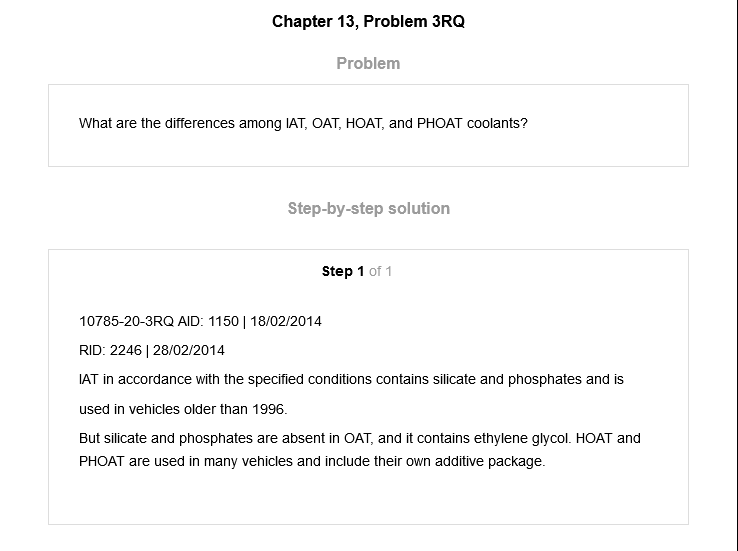 Chapter 13, Problem 3RQ
Problem
What are the differences among IAT, OAT, HOAT, and PHOAT coolants?
Step-by-step solution
Step 1 of 1
10785-20-3RQ AID: 1150 | 18/02/2014
RID: 2246 | 28/02/2014
IAT in accordance with the specified conditions contains silicate and phosphates and is
used in vehicles older than 1996.
But silicate and phosphates are absent in OAT, and it contains ethylene glycol. HOAT and
PHOAT are used in many vehicles and include their own additive package.